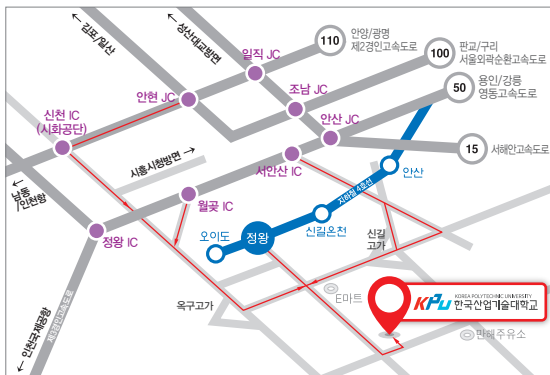 ← 김포/일산
← 성산대교방면
110
안양/광명
제2경인고속도로
일직 JC
100
판교/구리
서울외곽순환고속도로
안현 JC
조남 JC
50
용인/강릉
영동고속도로
신천 IC
(시화공단)
안산 JC
15
서해안고속도로
시흥시청방면
서안산 IC
안산
← 남동/인천항
월곶 IC
지하철 4호선
정왕 IC
오이도
정왕
신길온천
신길
고가
E마트
옥구고가
KPU
KOREA POLYTECHNIC UNIVERSITY
한국산업기술대학교
만해주유소
← 인천국제공항
제3경인고속도로